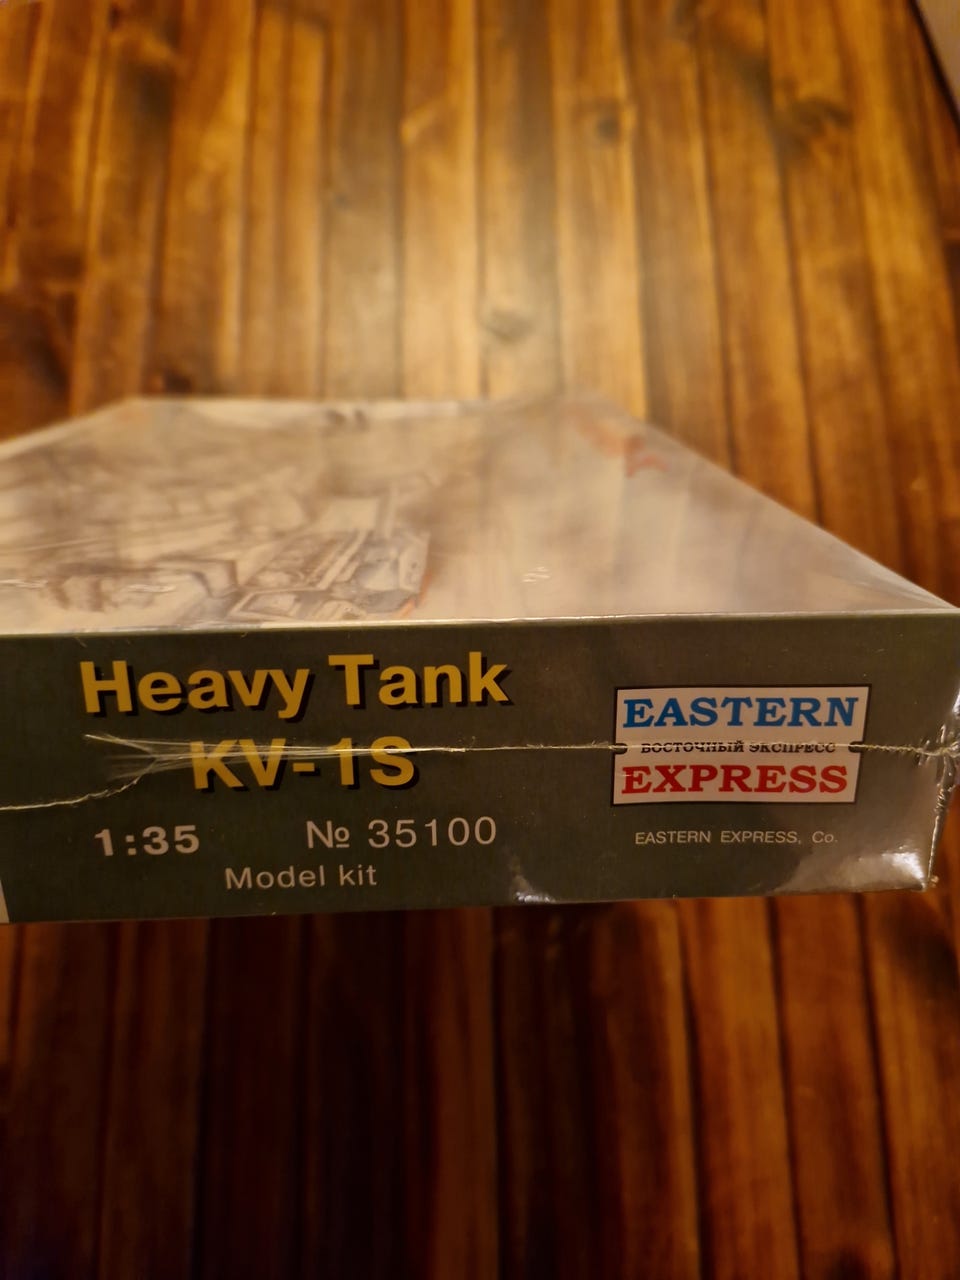 Heavy Tank
KV-1S
1:35
№ 35100
Model kit
EASTERN
ВОСТОЧНЫЙ ЭКСПРЕСС
EXPRESS
EASTERN EXPRESS, Co.